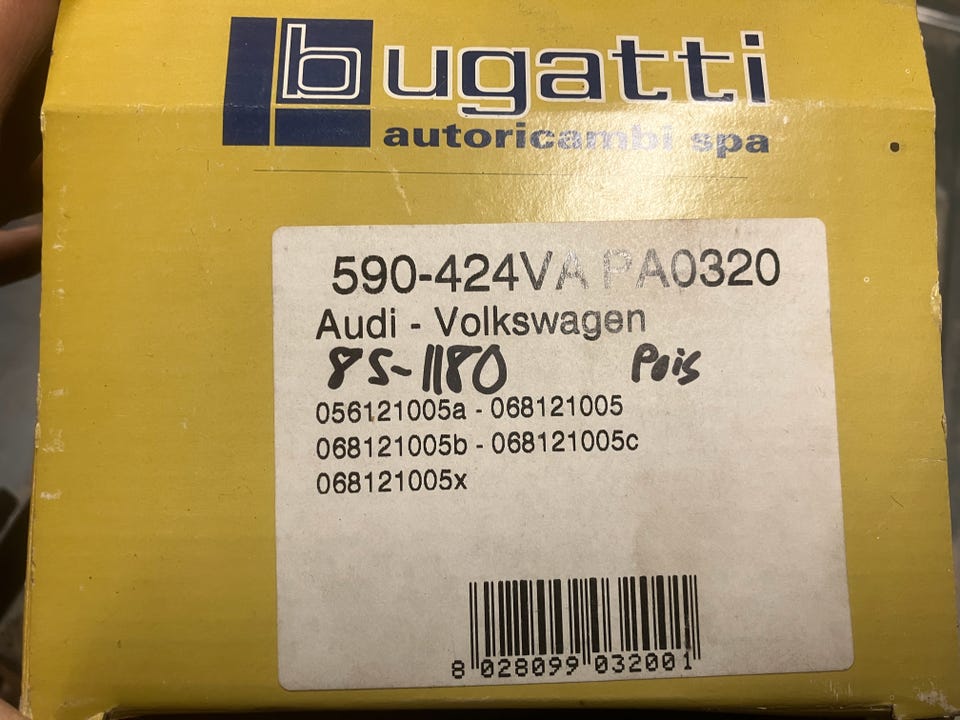 bugatti
autoricambi spa
590-424VA PA0320
Audi - Volkswagen
85-1180 Pois
056121005a - 068121005
068121005b - 068121005c
068121005x
8 028099 032001